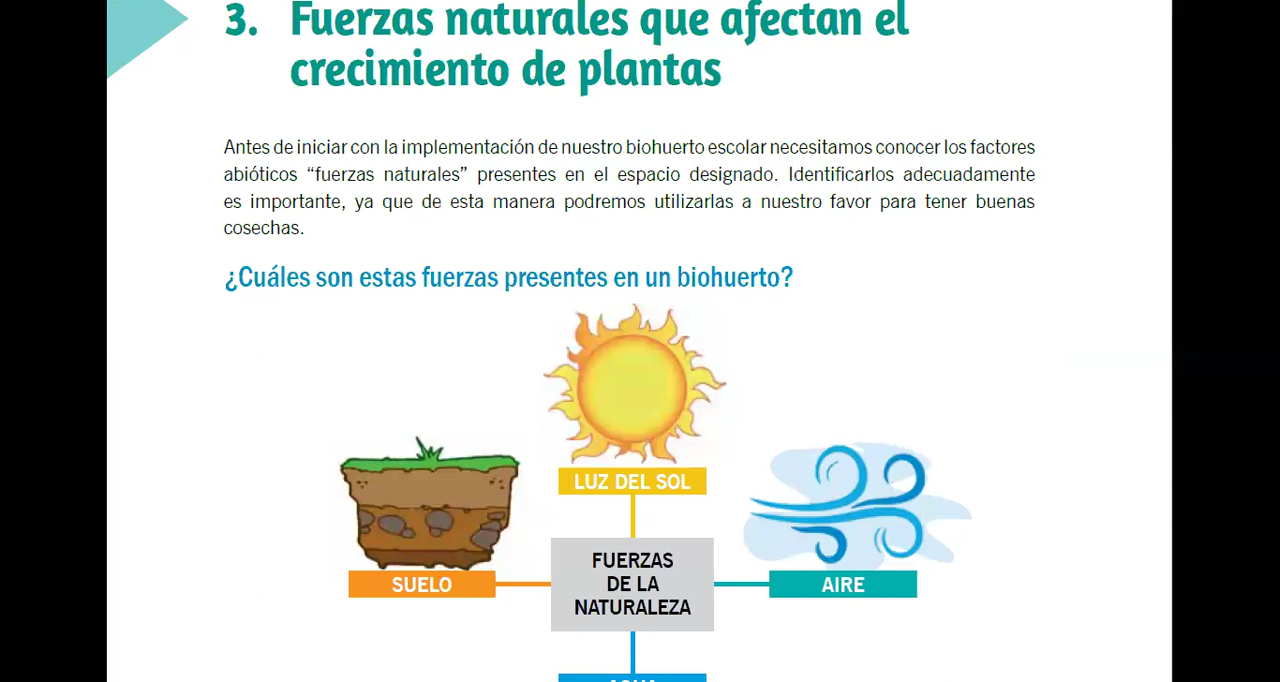 3. Fuerzas naturales que afectan el
crecimiento de plantas
Antes de iniciar con la implementación de nuestro biohuerto escolar necesitamos conocer los factores
abióticos “fuerzas naturales” presentes en el espacio designado. Identificarlos adecuadamente
es importante, ya que de esta manera podremos utilizarlas a nuestro favor para tener buenas
cosechas.
¿Cuáles son estas fuerzas presentes en un biohuerto?
LUZ DEL SOL
SUELO
FUERZAS
DE LA
NATURALEZA
AIRE